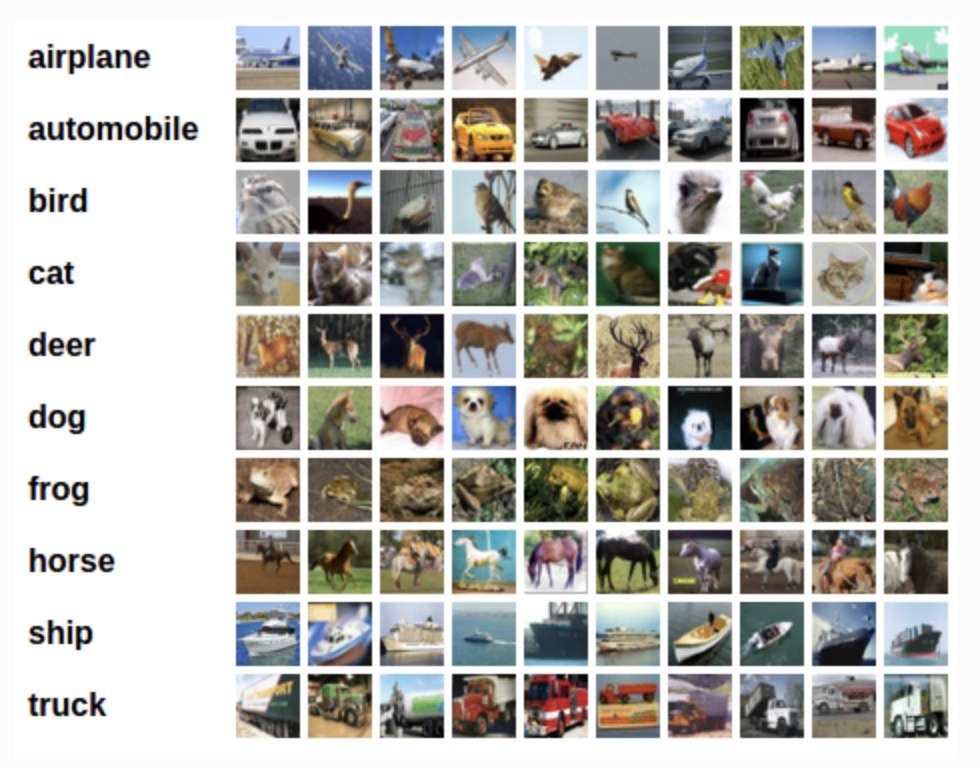 airplane
automobile
bird
cat
deer
dog
frog
horse
ship
truck